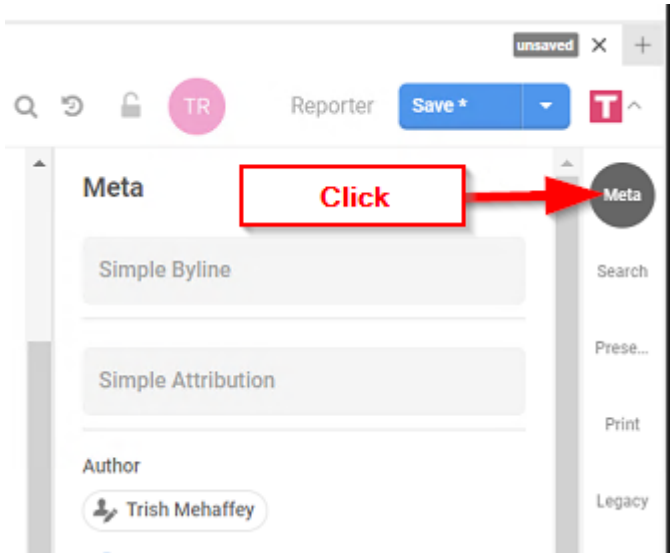 unsaved
TR
Reporter
Save *
T
Meta
Click
Meta
Simple Byline
Search
Prese...
Simple Attribution
Print
Author
Trish Mehaffey
Legacy